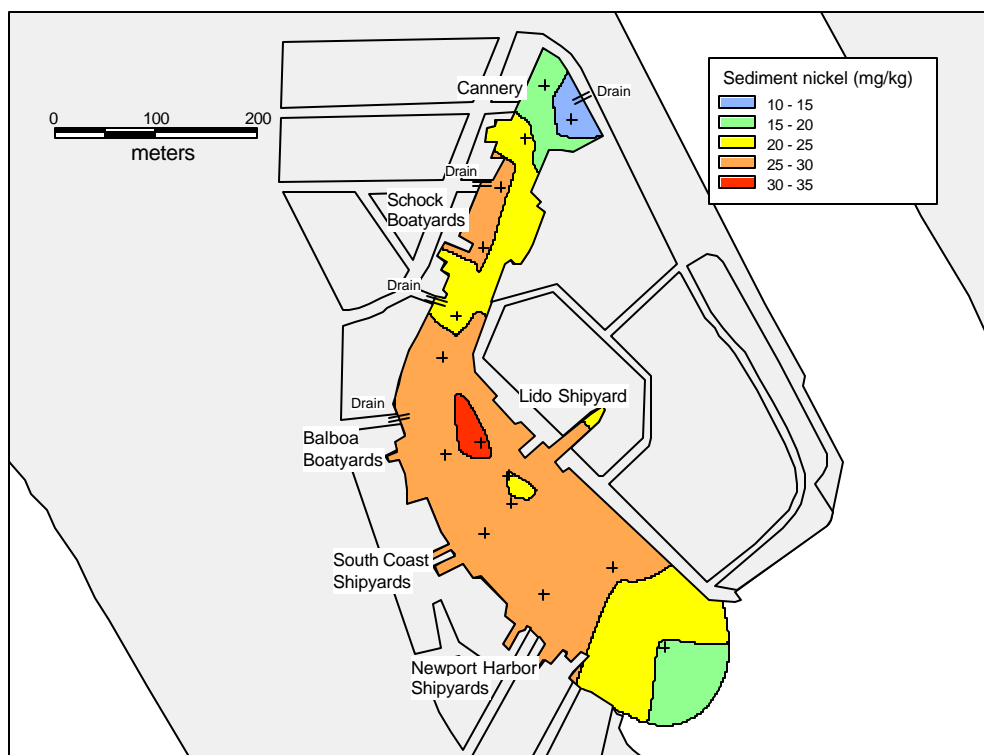 Sediment nickel (mg/kg)
10 - 15
15 - 20
20 - 25
25 - 30
30 - 35
0 100 200
meters
Cannery
Drain
Drain
Schock
Boatyards
Drain
Lido Shipyard
Drain
Balboa
Boatyards
South Coast
Shipyards
Newport Harbor
Shipyards